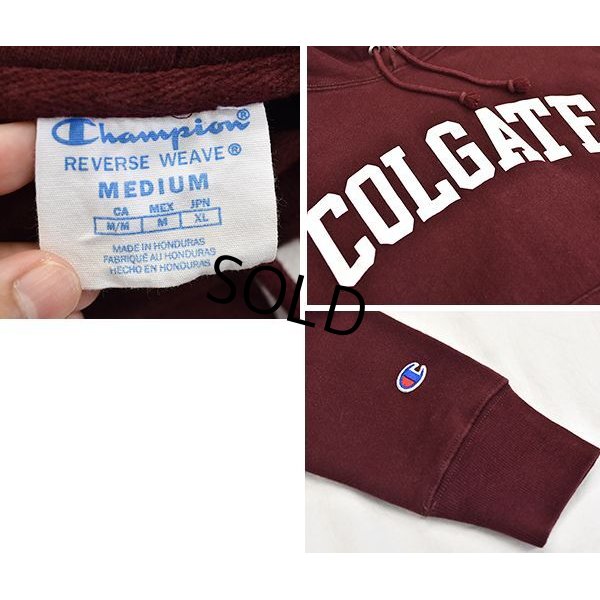 Champion®
REVERSE WEAVE®
MEDIUM
CA MEX JPN
M/M M XL
MADE IN HONDURAS
FABRIQUÉ AU HONDURAS
HECHO EN HONDURAS
COLGATE
SOLD